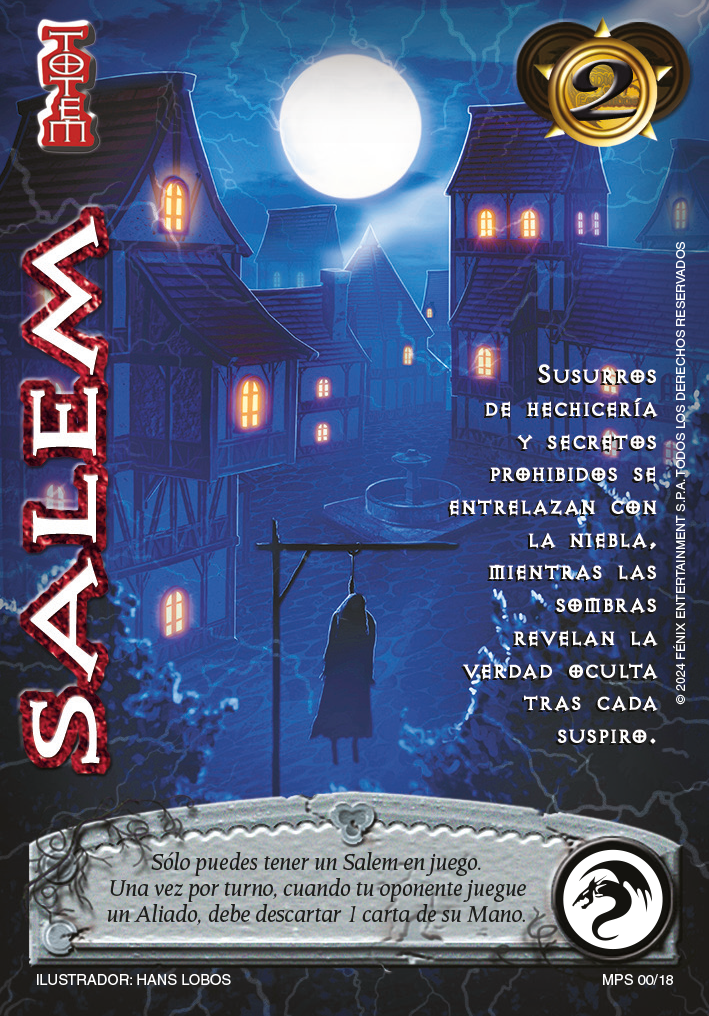 TOTEM
2
SALEM
Susurros
de hechicería
y secretos
prohibidos se
entrelazan con
la niebla,
mientras las
sombras
revelan la
verdad oculta
tras cada
suspiro.
© 2024 FÉNIX ENTERTAINMENT S.P.A. TODOS LOS DERECHOS RESERVADOS
Sólo puedes tener un Salem en juego.
Una vez por turno, cuando tu oponente juegue
un Aliado, debe descartar 1 carta de su Mano.
ILUSTRADOR: HANS LOBOS
MPS 00/18